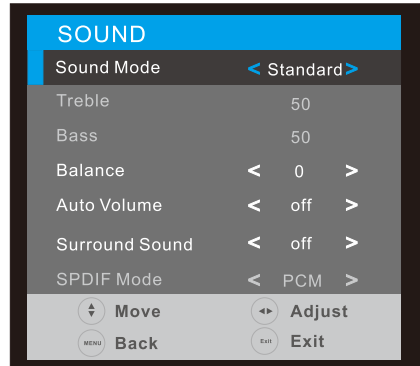 SOUND
Sound Mode < Standard >
Treble 50
Bass 50
Balance < 0 >
Auto Volume < off >
Surround Sound < off >
SPDIF Mode < PCM >
Move Adjust
MENU Back Exit Exit